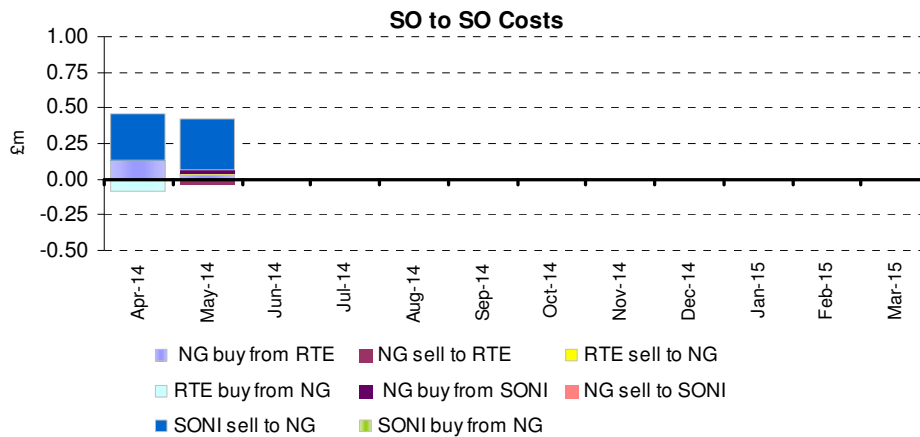 SO to SO Costs
1.00
0.75
0.50
0.25
0.00
-0.25
-0.50
£m
Apr-14
May-14
Jun-14
Jul-14
Aug-14
Sep-14
Oct-14
Nov-14
Dec-14
Jan-15
Feb-15
Mar-15
NG buy from RTE NG sell to RTE RTE sell to NG
RTE buy from NG NG buy from SONI NG sell to SONI
SONI sell to NG SONI buy from NG